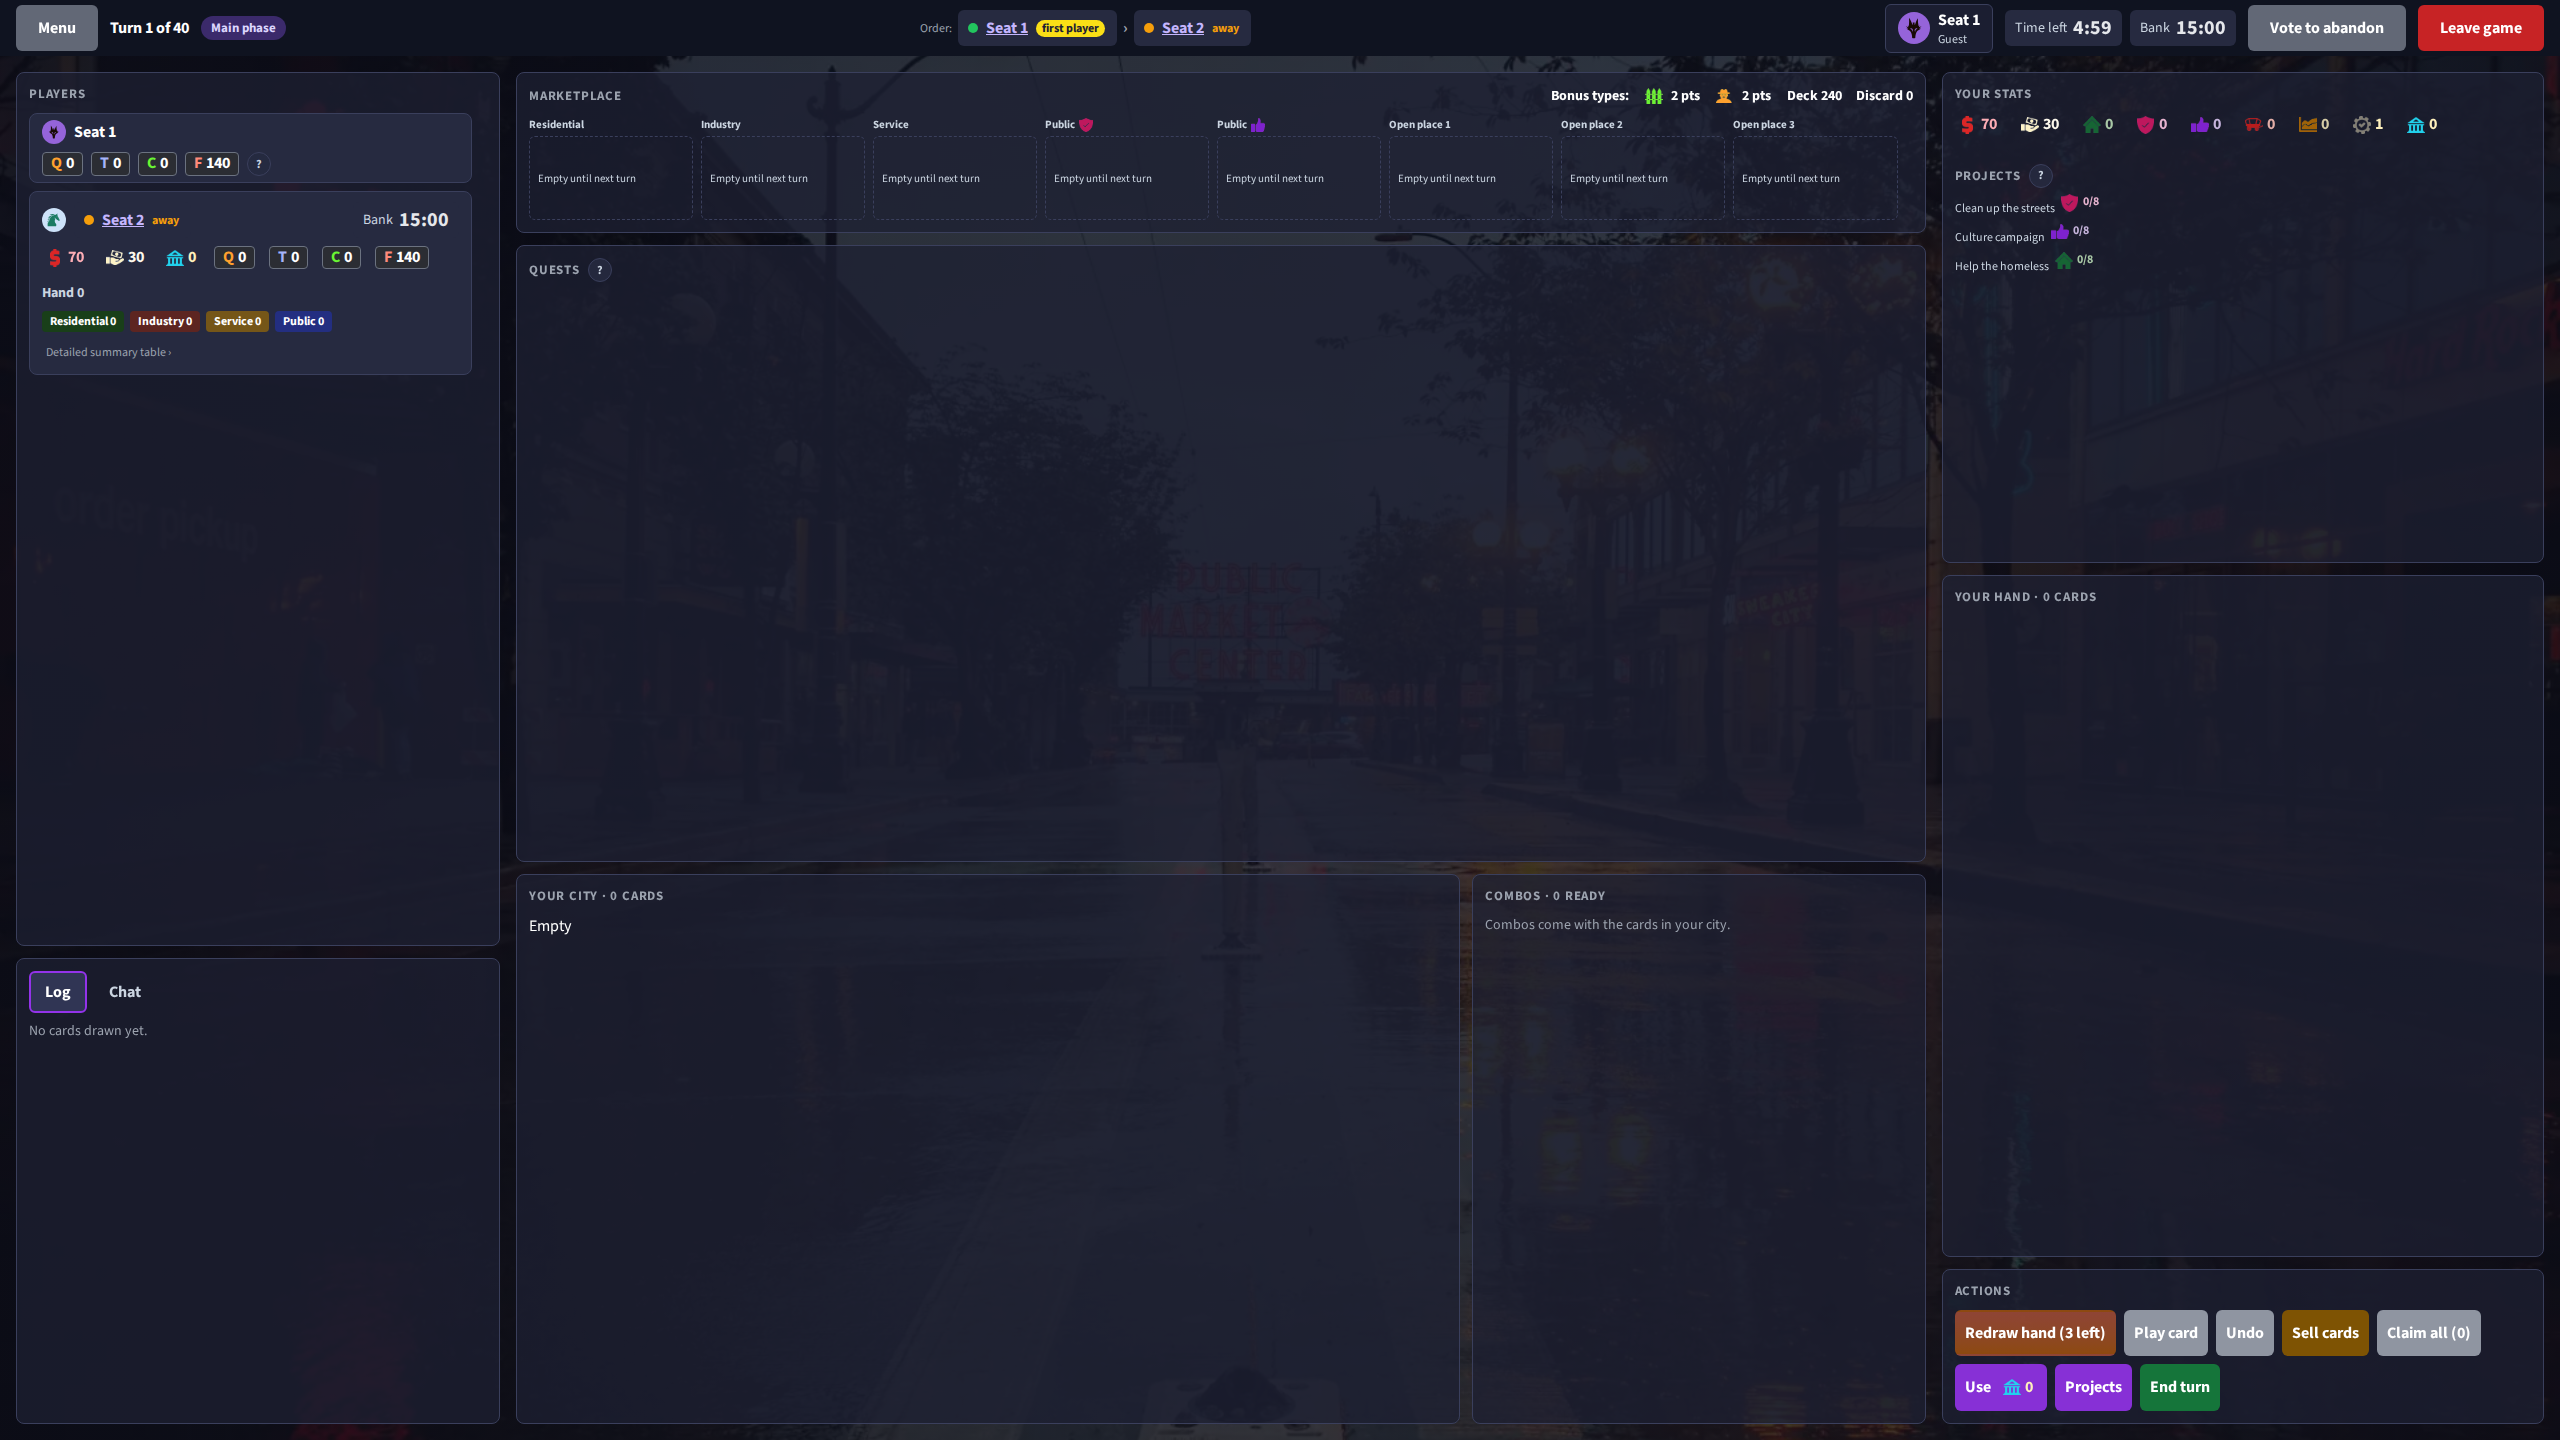 Menu
Turn 1 of 40
Main phase
Order:
Seat 1
first player
›
Seat 2
away
Seat 1
Guest
Time left 4:59
Bank 15:00
Vote to abandon
Leave game
PLAYERS
Seat 1
Q 0
T 0
C 0
F 140
?
Seat 2
away
Bank 15:00
70
30
0
Q 0
T 0
C 0
F 140
Hand 0
Residential 0
Industry 0
Service 0
Public 0
Detailed summary table ›
order pickup
Log
Chat
No cards drawn yet.
MARKETPLACE
Bonus types:
2 pts
2 pts
Deck 240
Discard 0
Residential
Industry
Service
Public
Public
Open place 1
Open place 2
Open place 3
Empty until next turn
Empty until next turn
Empty until next turn
Empty until next turn
Empty until next turn
Empty until next turn
Empty until next turn
Empty until next turn
QUESTS
?
PUBLIC
MARKET
CENTER
SNEAKER
CITY
YOUR CITY · 0 CARDS
Empty
COMBOS · 0 READY
Combos come with the cards in your city.
YOUR STATS
70
30
0
0
0
0
0
1
0
PROJECTS
?
Clean up the streets 0/8
Culture campaign 0/8
Help the homeless 0/8
YOUR HAND · 0 CARDS
ACTIONS
Redraw hand (3 left)
Play card
Undo
Sell cards
Claim all (0)
Use 0
Projects
End turn